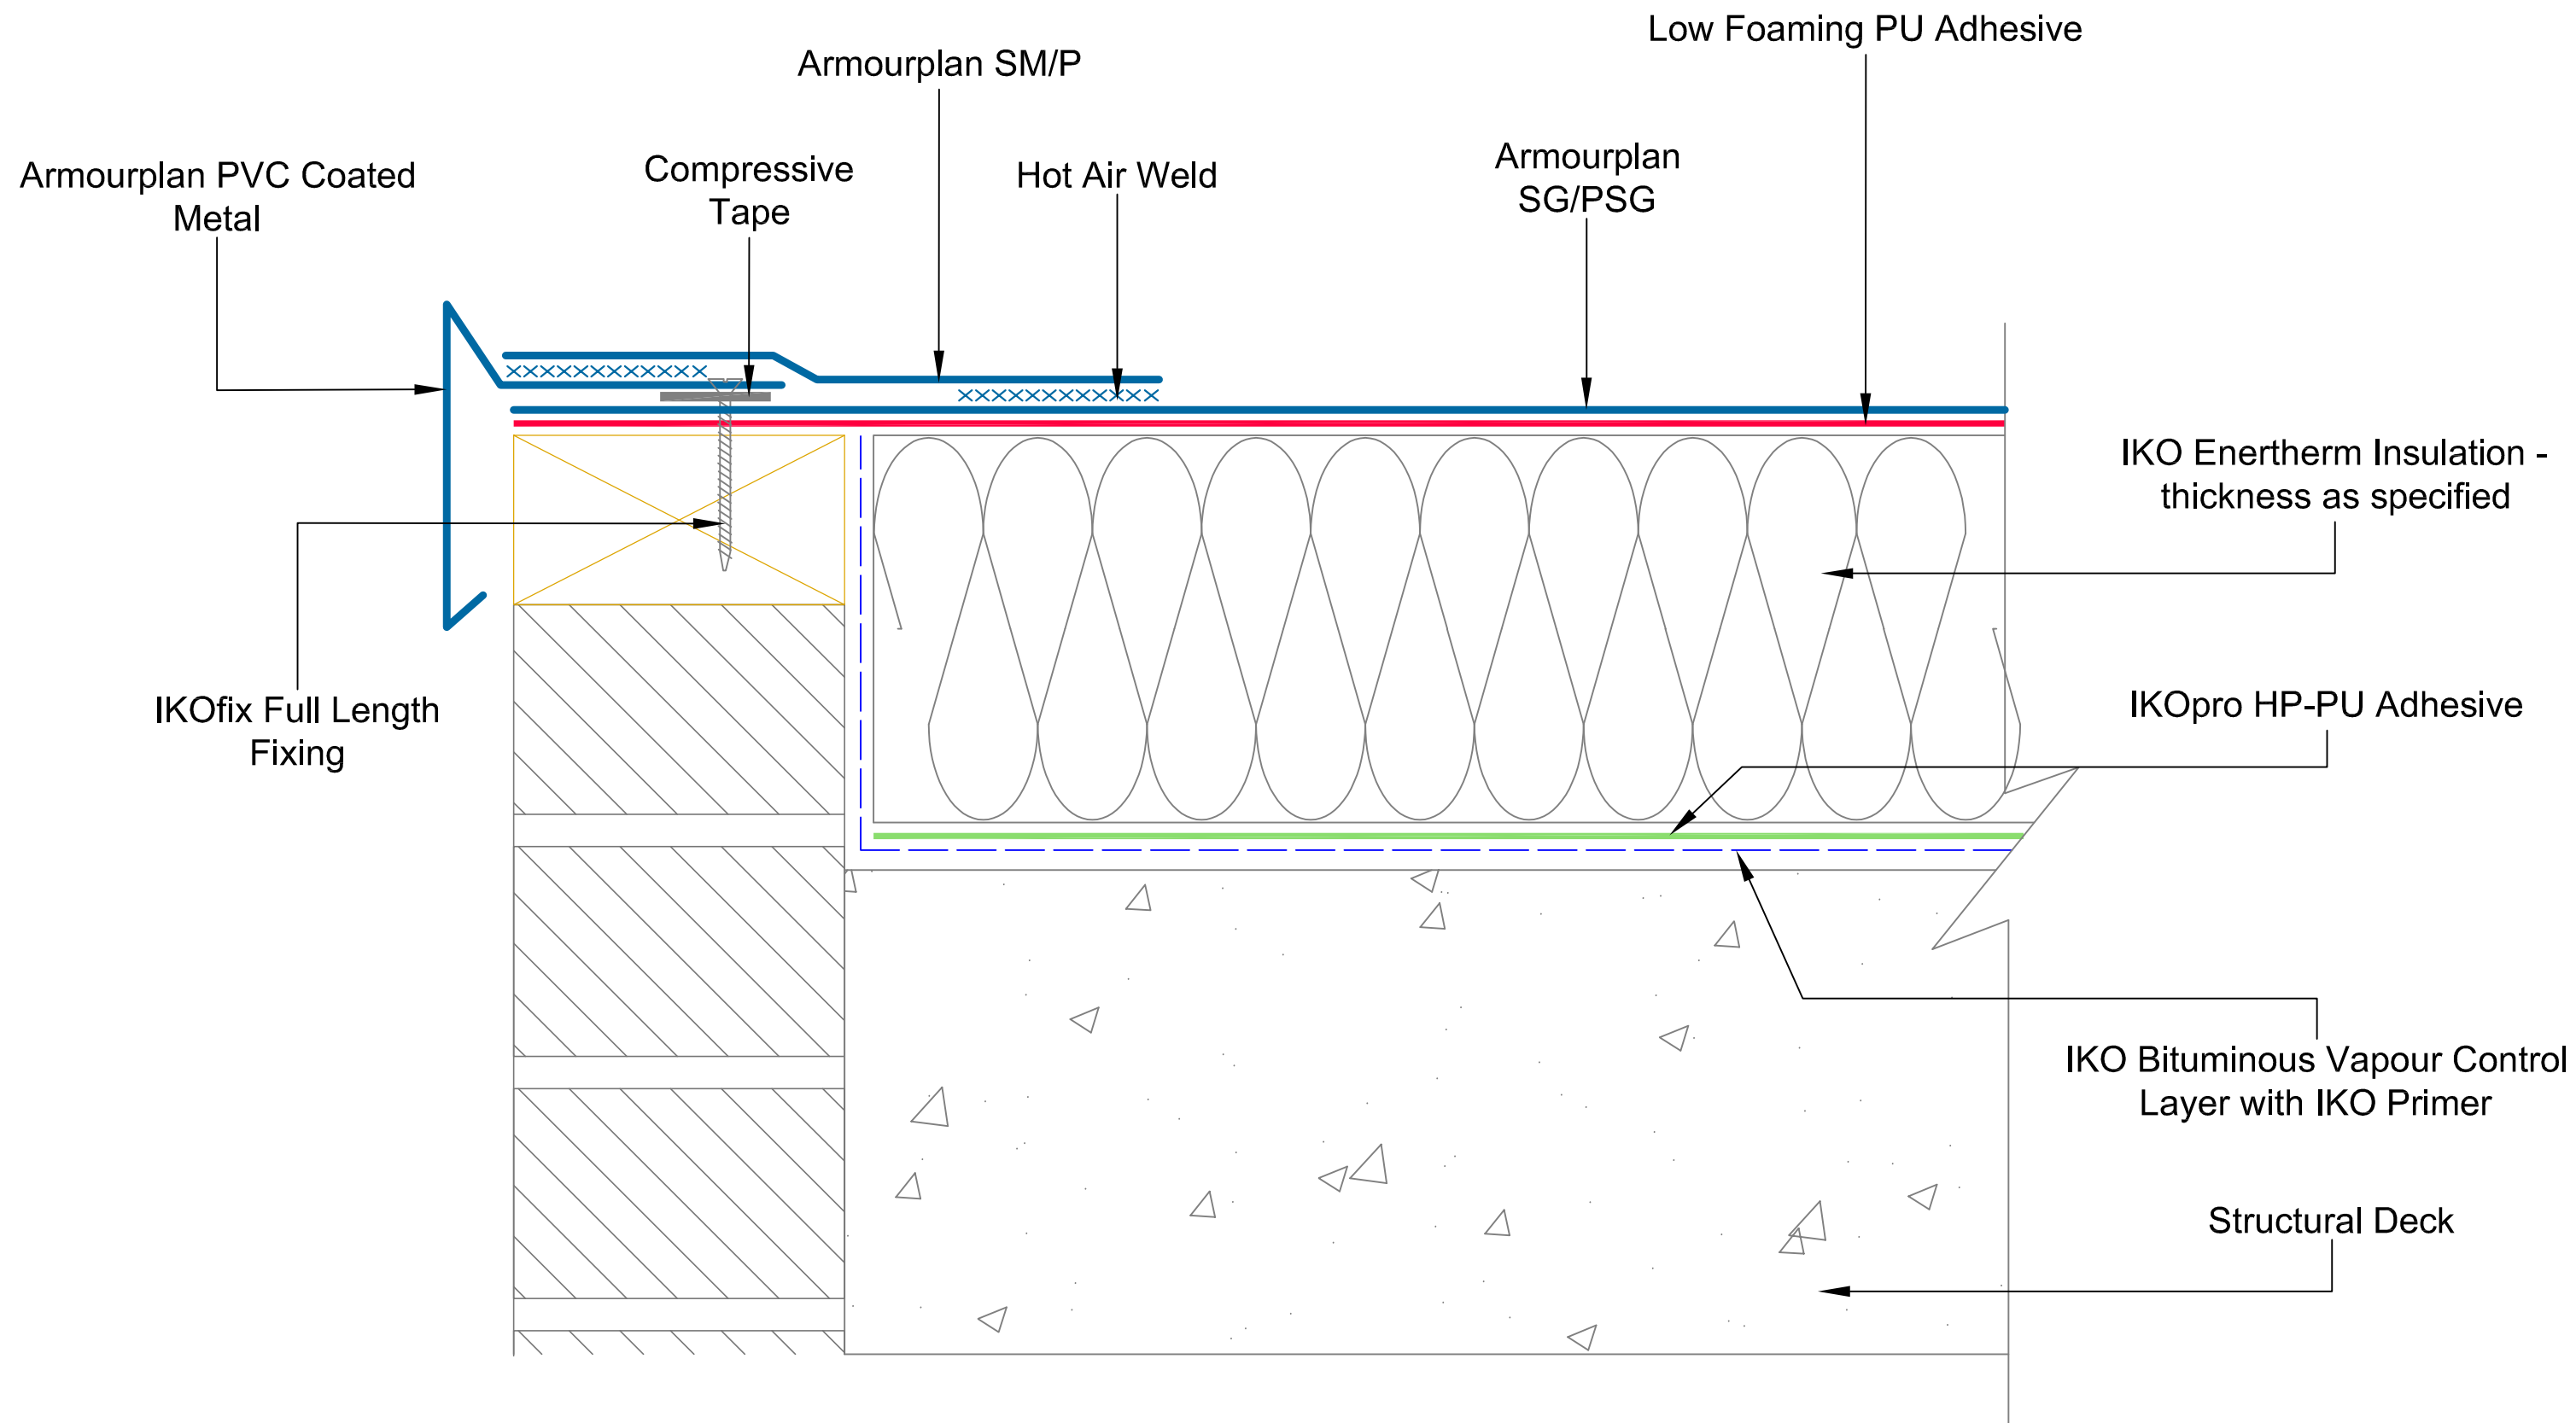 Low Foaming PU Adhesive
Armourplan SM/P
Armourplan
SG/PSG
Compressive
Tape
Hot Air Weld
Armourplan PVC Coated
Metal
IKO Enertherm Insulation -
thickness as specified
IKOfix Full Length
Fixing
IKOpro HP-PU Adhesive
IKO Bituminous Vapour Control
Layer with IKO Primer
Structural Deck